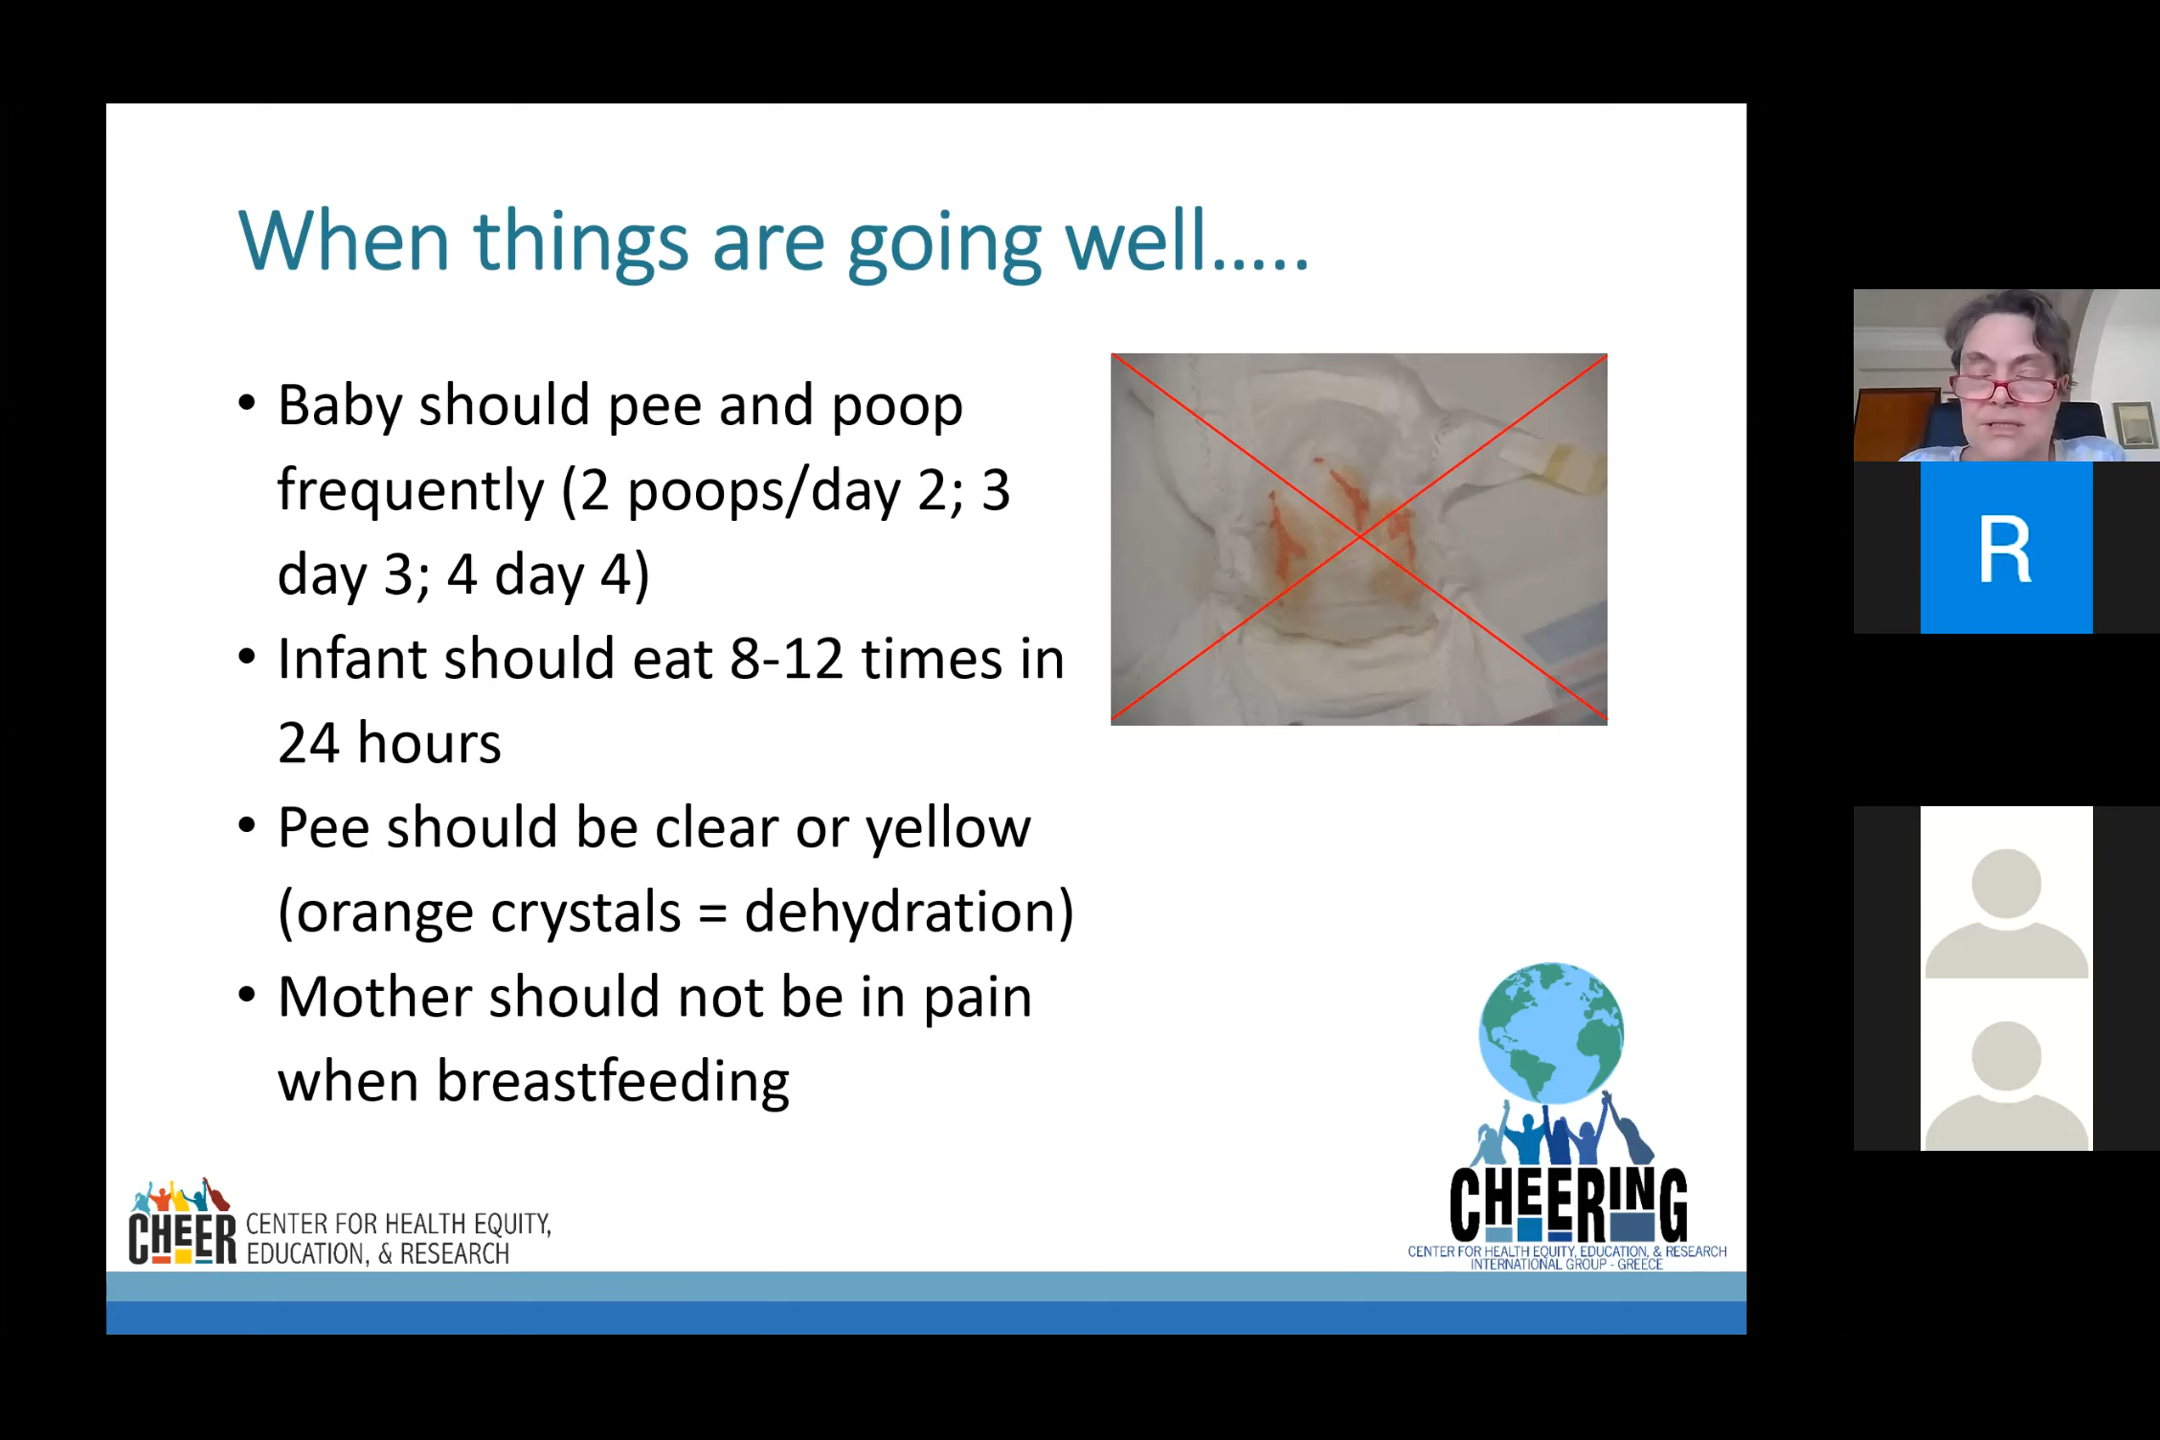 When things are going well.....
• Baby should pee and poop
frequently (2 poops/day 2; 3
day 3; 4 day 4)
• Infant should eat 8-12 times in
24 hours
• Pee should be clear or yellow
(orange crystals = dehydration)
• Mother should not be in pain
when breastfeeding
R
CHEER
CENTER FOR HEALTH EQUITY,
EDUCATION, & RESEARCH
CHEERING
CENTER FOR HEALTH EQUITY, EDUCATION, & RESEARCH
INTERNATIONAL GROUP - GREECE